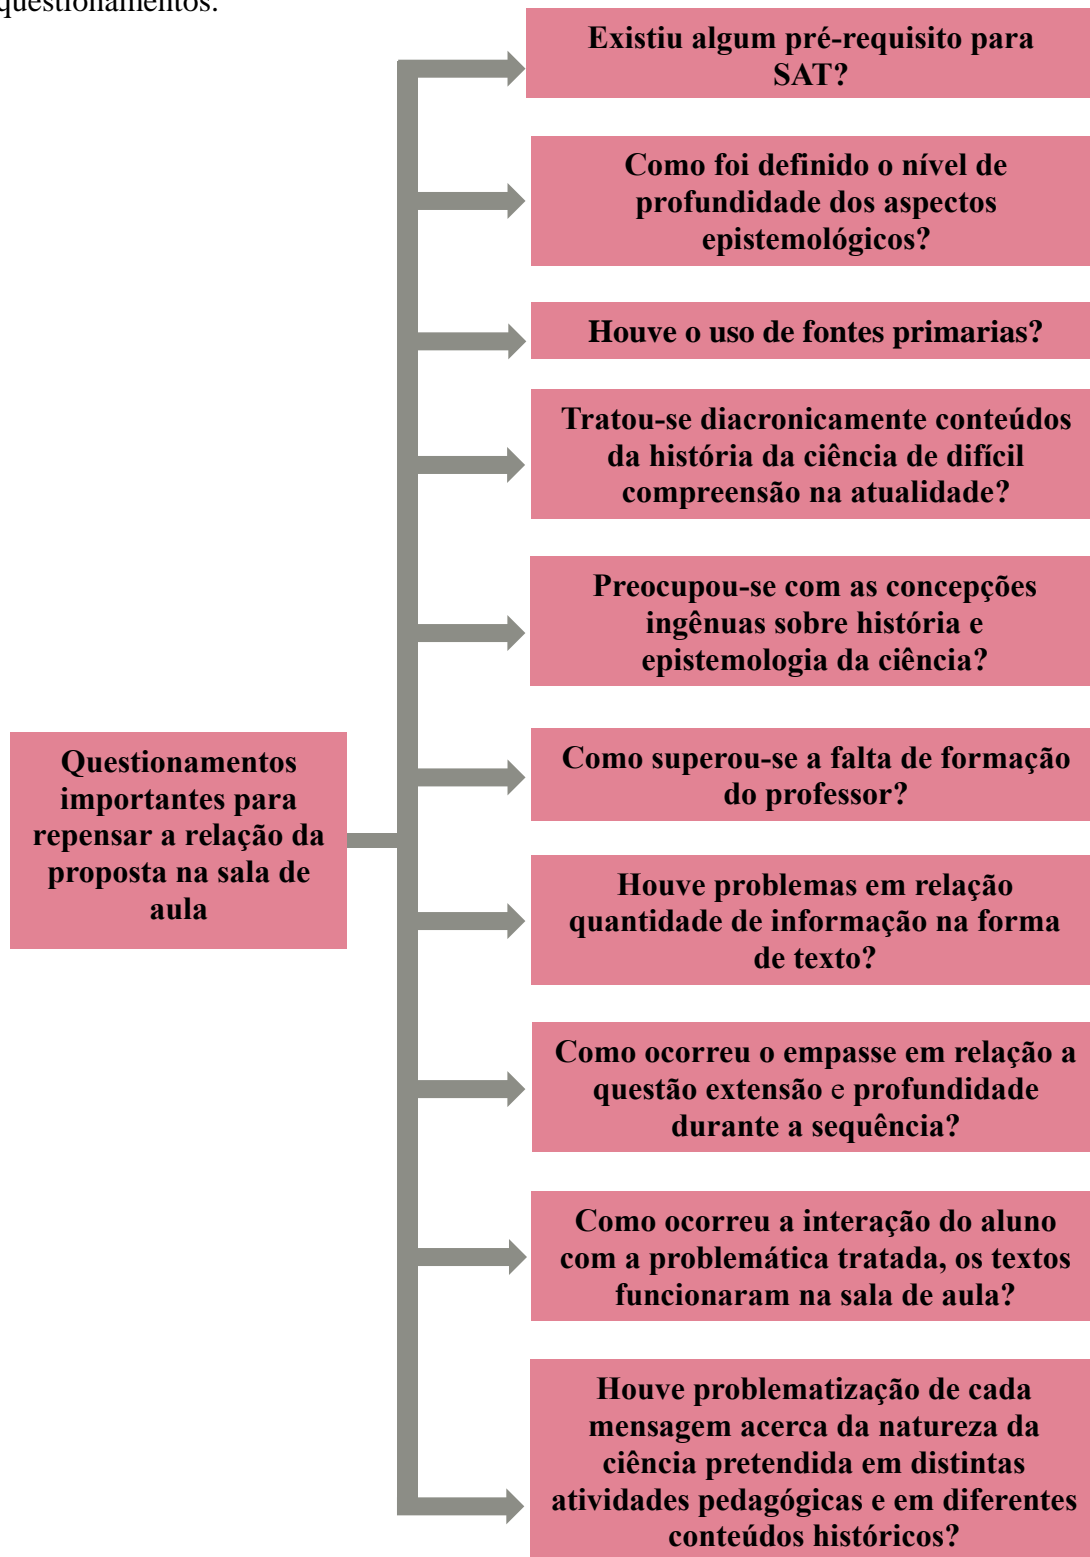 questionamentos.
Existiu algum pré-requisito para
SAT?
Como foi definido o nível de
profundidade dos aspectos
epistemológicos?
Houve o uso de fontes primarias?
Tratou-se diacronicamente conteúdos
da história da ciência de difícil
compreensão na atualidade?
Preocupou-se com as concepções
ingênuas sobre história e
epistemologia da ciência?
Questionamentos
importantes para
repensar a relação da
proposta na sala de
aula
Como superou-se a falta de formação
do professor?
Houve problemas em relação
quantidade de informação na forma
de texto?
Como ocorreu o empasse em relação a
questão extensão e profundidade
durante a sequência?
Como ocorreu a interação do aluno
com a problemática tratada, os textos
funcionaram na sala de aula?
Houve problematização de cada
mensagem acerca da natureza da
ciência pretendida em distintas
atividades pedagógicas e em diferentes
conteúdos históricos?